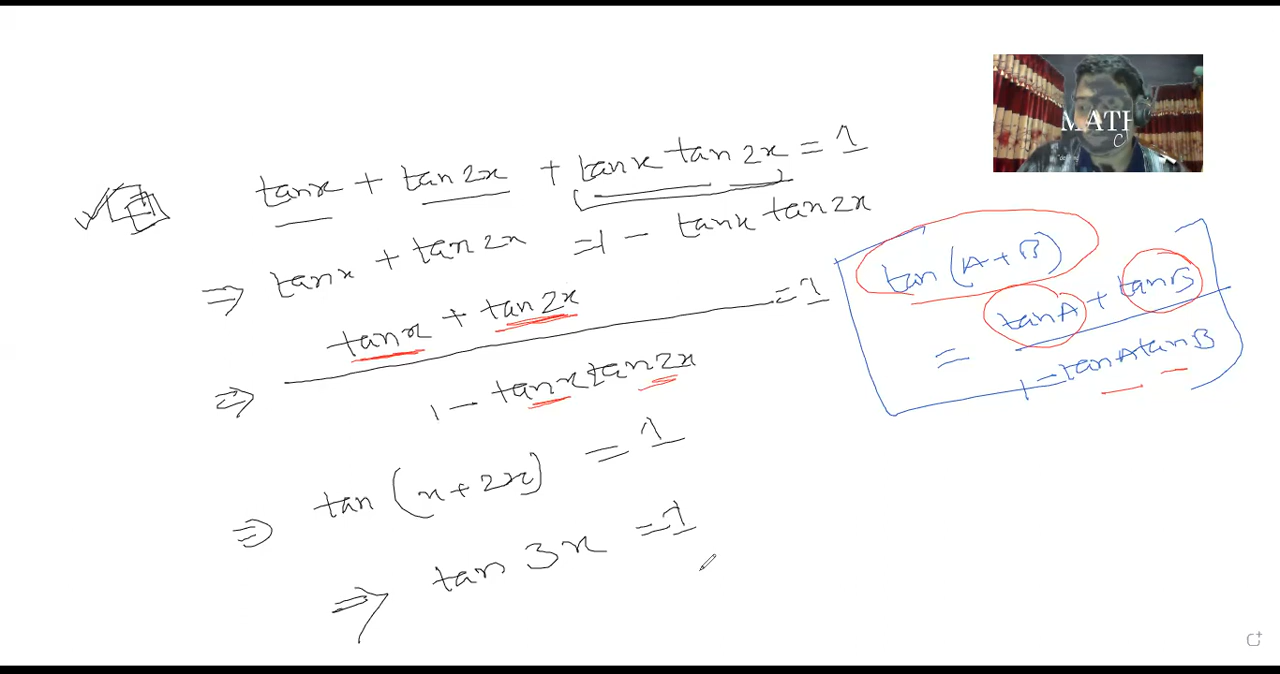 tanx + tan2x + tanx tan2x = 1
⇒ tanx + tan2x = 1 - tanx tan2x
⇒ tanx + tan2x / 1 - tanx tan2x = 1
⇒ tan(x+2x) = 1
⇒ tan 3x = 1
tan(A+B)
= tanA + tanB / 1 - tanA tanB
MATH
C